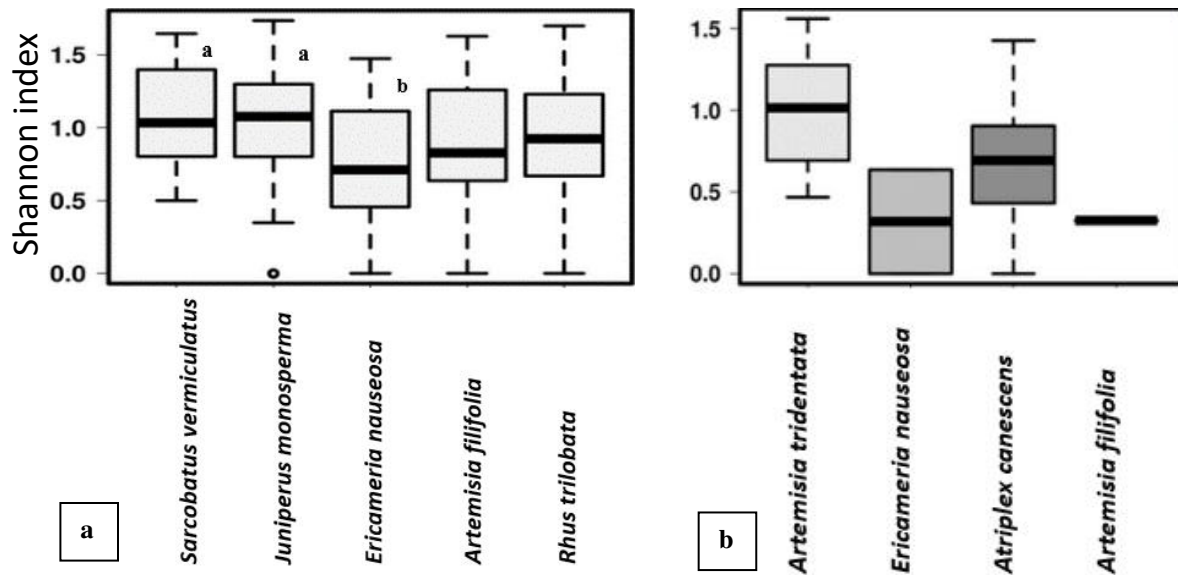 Shannon index
1.5
1.0
0.5
0.0
a
a
b
Sarcobatus vermiculatus
Juniperus monosperma
Ericameria nauseosa
Artemisia filifolia
Rhus trilobata
a
1.5
1.0
0.5
0.0
Artemisia tridentata
Ericameria nauseosa
Atriplex canescens
Artemisia filifolia
b